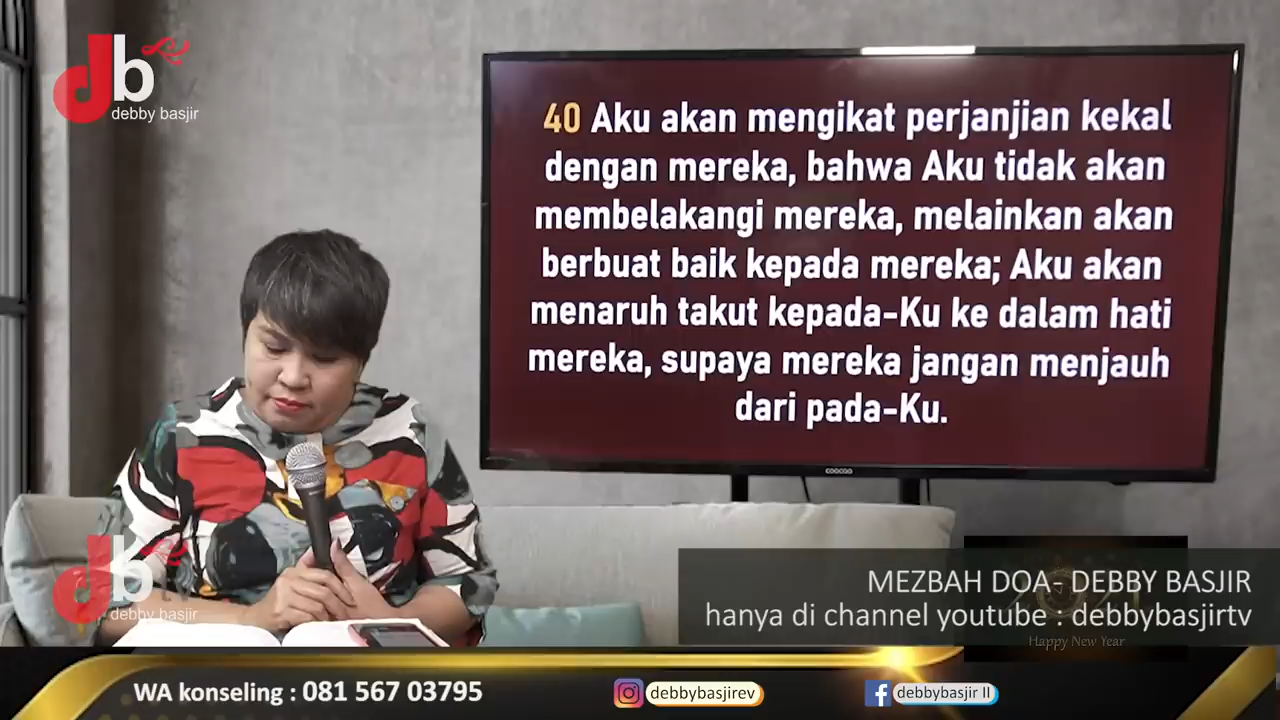 db
debby basjir
40 Aku akan mengikat perjanjian kekal
dengan mereka, bahwa Aku tidak akan
membelakangi mereka, melainkan akan
berbuat baik kepada mereka; Aku akan
menaruh takut kepada-Ku ke dalam hati
mereka, supaya mereka jangan menjauh
dari pada-Ku.
coocaa
db
debby basjir
MEZBAH DOA- DEBBY BASJIR
hanya di channel youtube : debbybasjirtv
Happy New Year
WA konseling : 081 567 03795
debbybasjirev
debbybasjir II